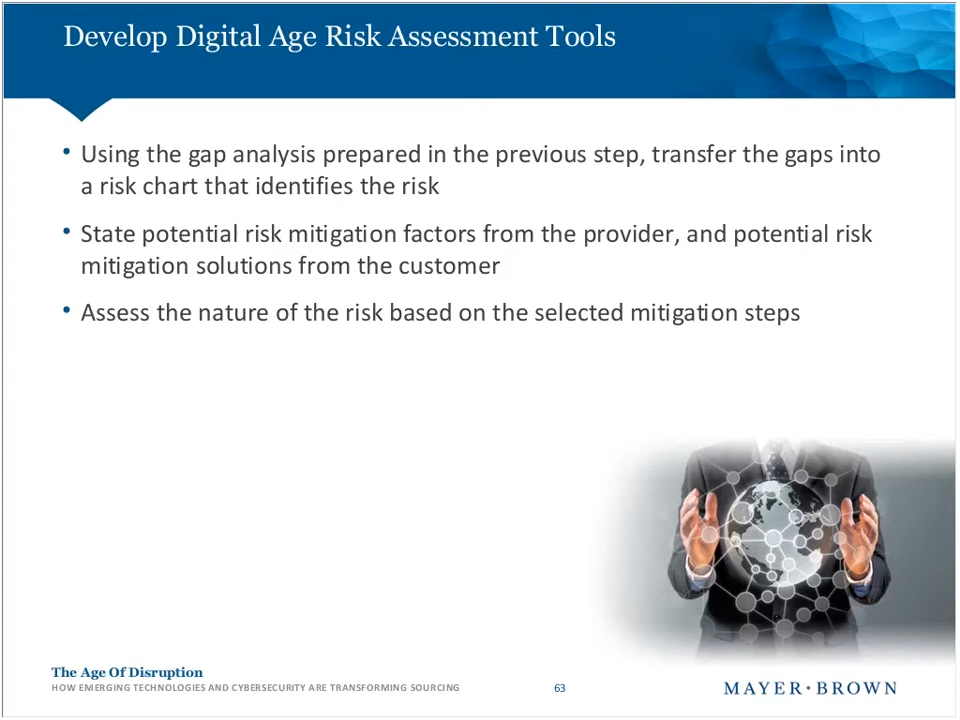 Develop Digital Age Risk Assessment Tools
• Using the gap analysis prepared in the previous step, transfer the gaps into
a risk chart that identifies the risk
• State potential risk mitigation factors from the provider, and potential risk
mitigation solutions from the customer
• Assess the nature of the risk based on the selected mitigation steps
The Age Of Disruption
HOW EMERGING TECHNOLOGIES AND CYBERSECURITY ARE TRANSFORMING SOURCING
63
MAYER•BROWN